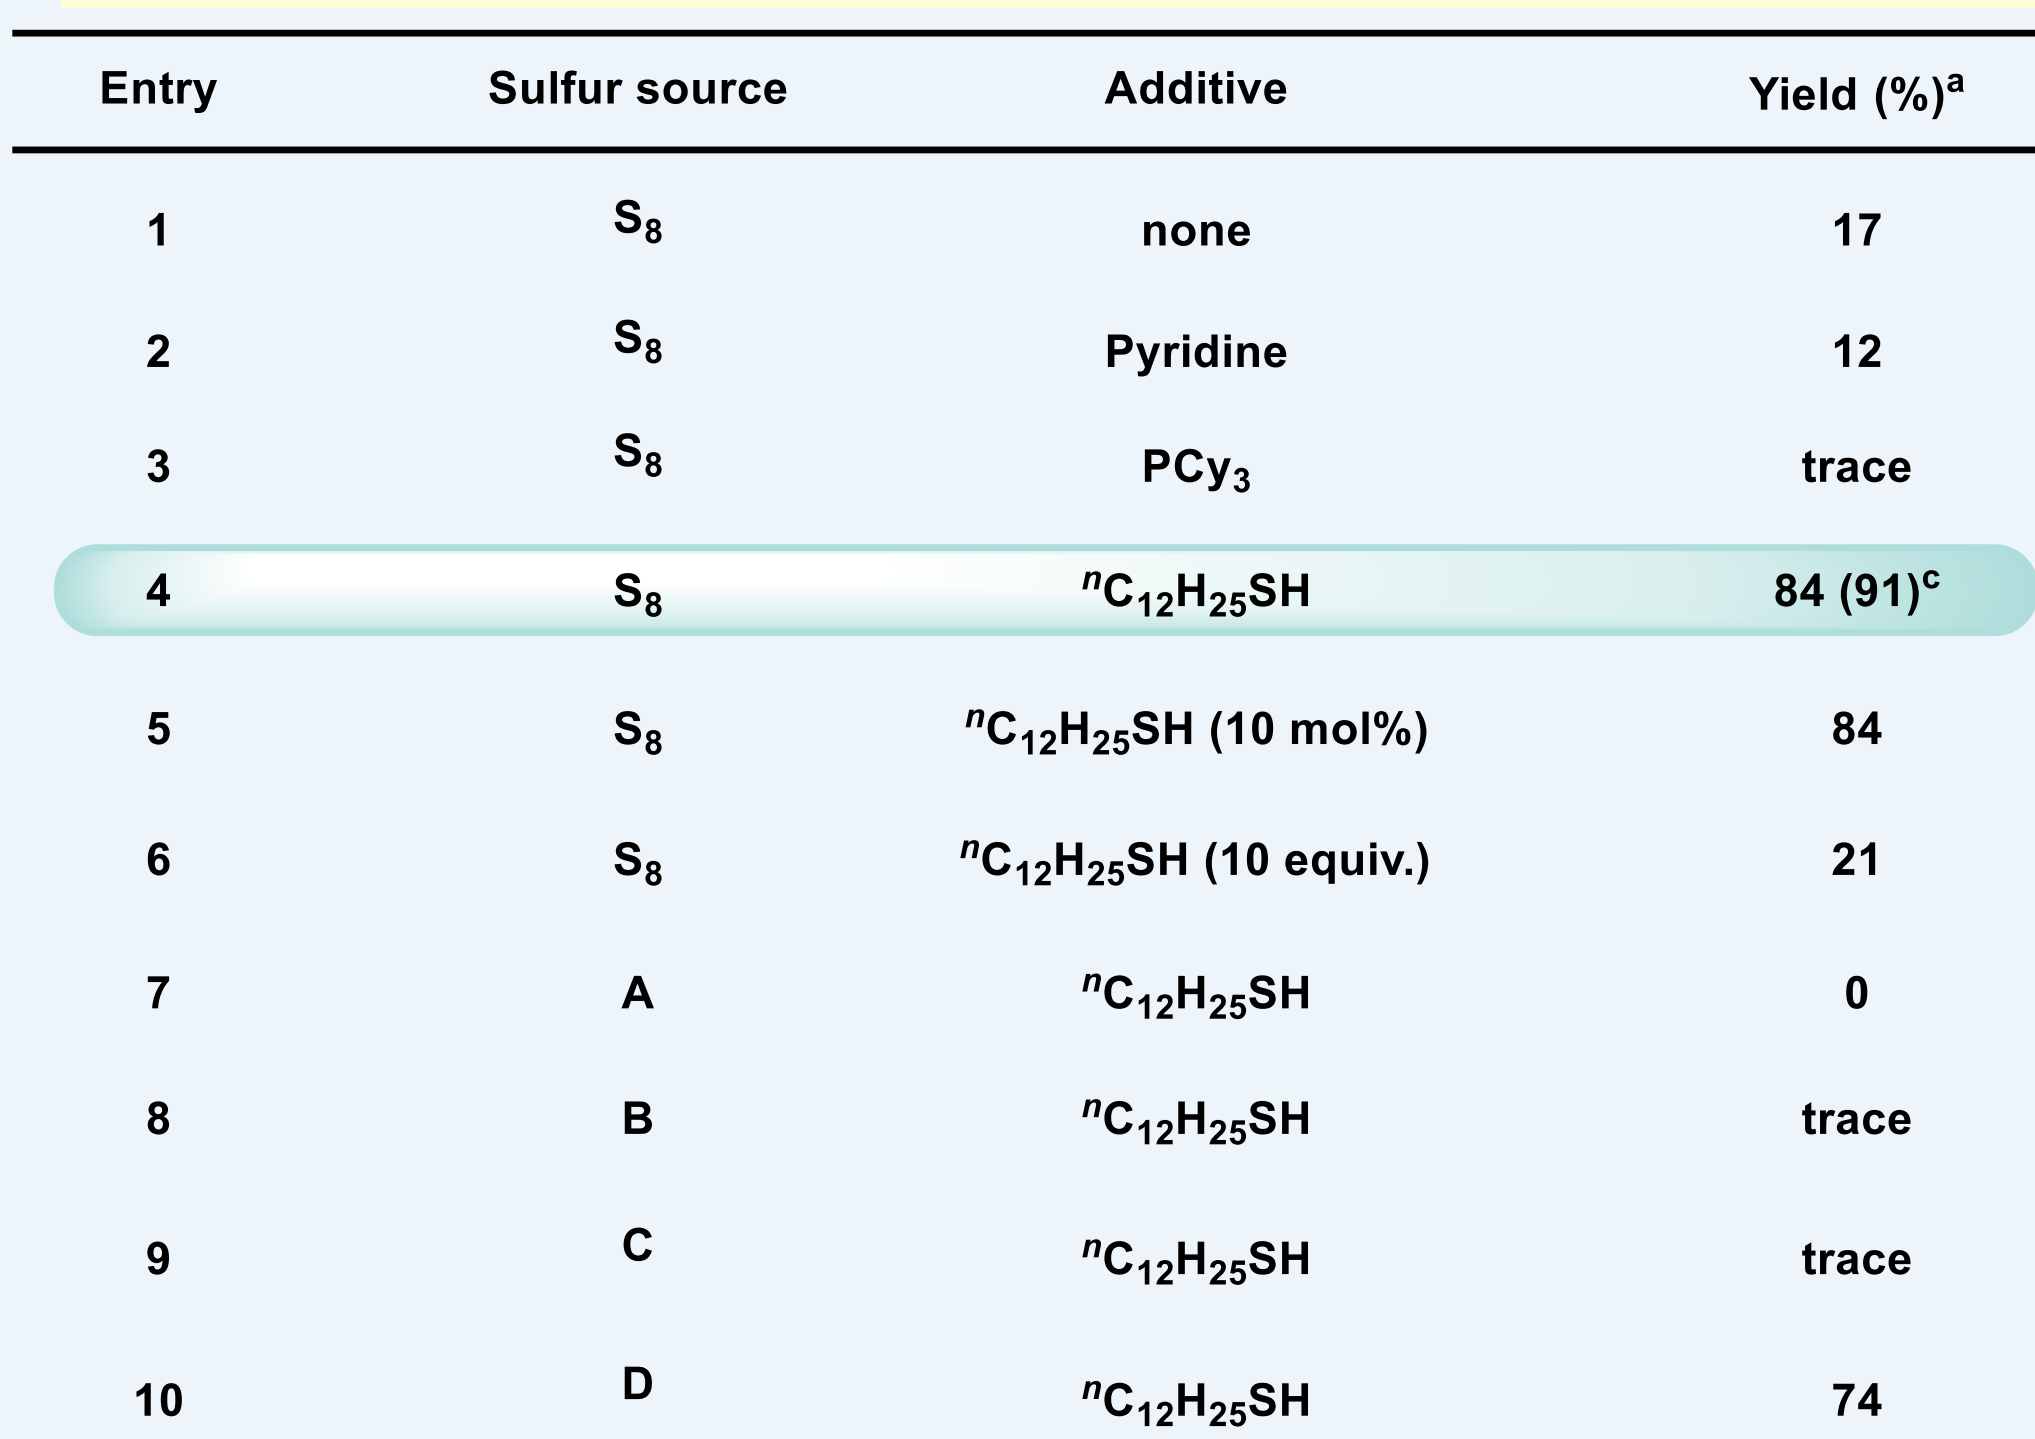 Entry Sulfur source Additive Yield (%)ᵃ
1 S₈ none 17
2 S₈ Pyridine 12
3 S₈ PCy₃ trace
4 S₈ ⁿC₁₂H₂₅SH 84 (91)ᶜ
5 S₈ ⁿC₁₂H₂₅SH (10 mol%) 84
6 S₈ ⁿC₁₂H₂₅SH (10 equiv.) 21
7 A ⁿC₁₂H₂₅SH 0
8 B ⁿC₁₂H₂₅SH trace
9 C ⁿC₁₂H₂₅SH trace
10 D ⁿC₁₂H₂₅SH 74